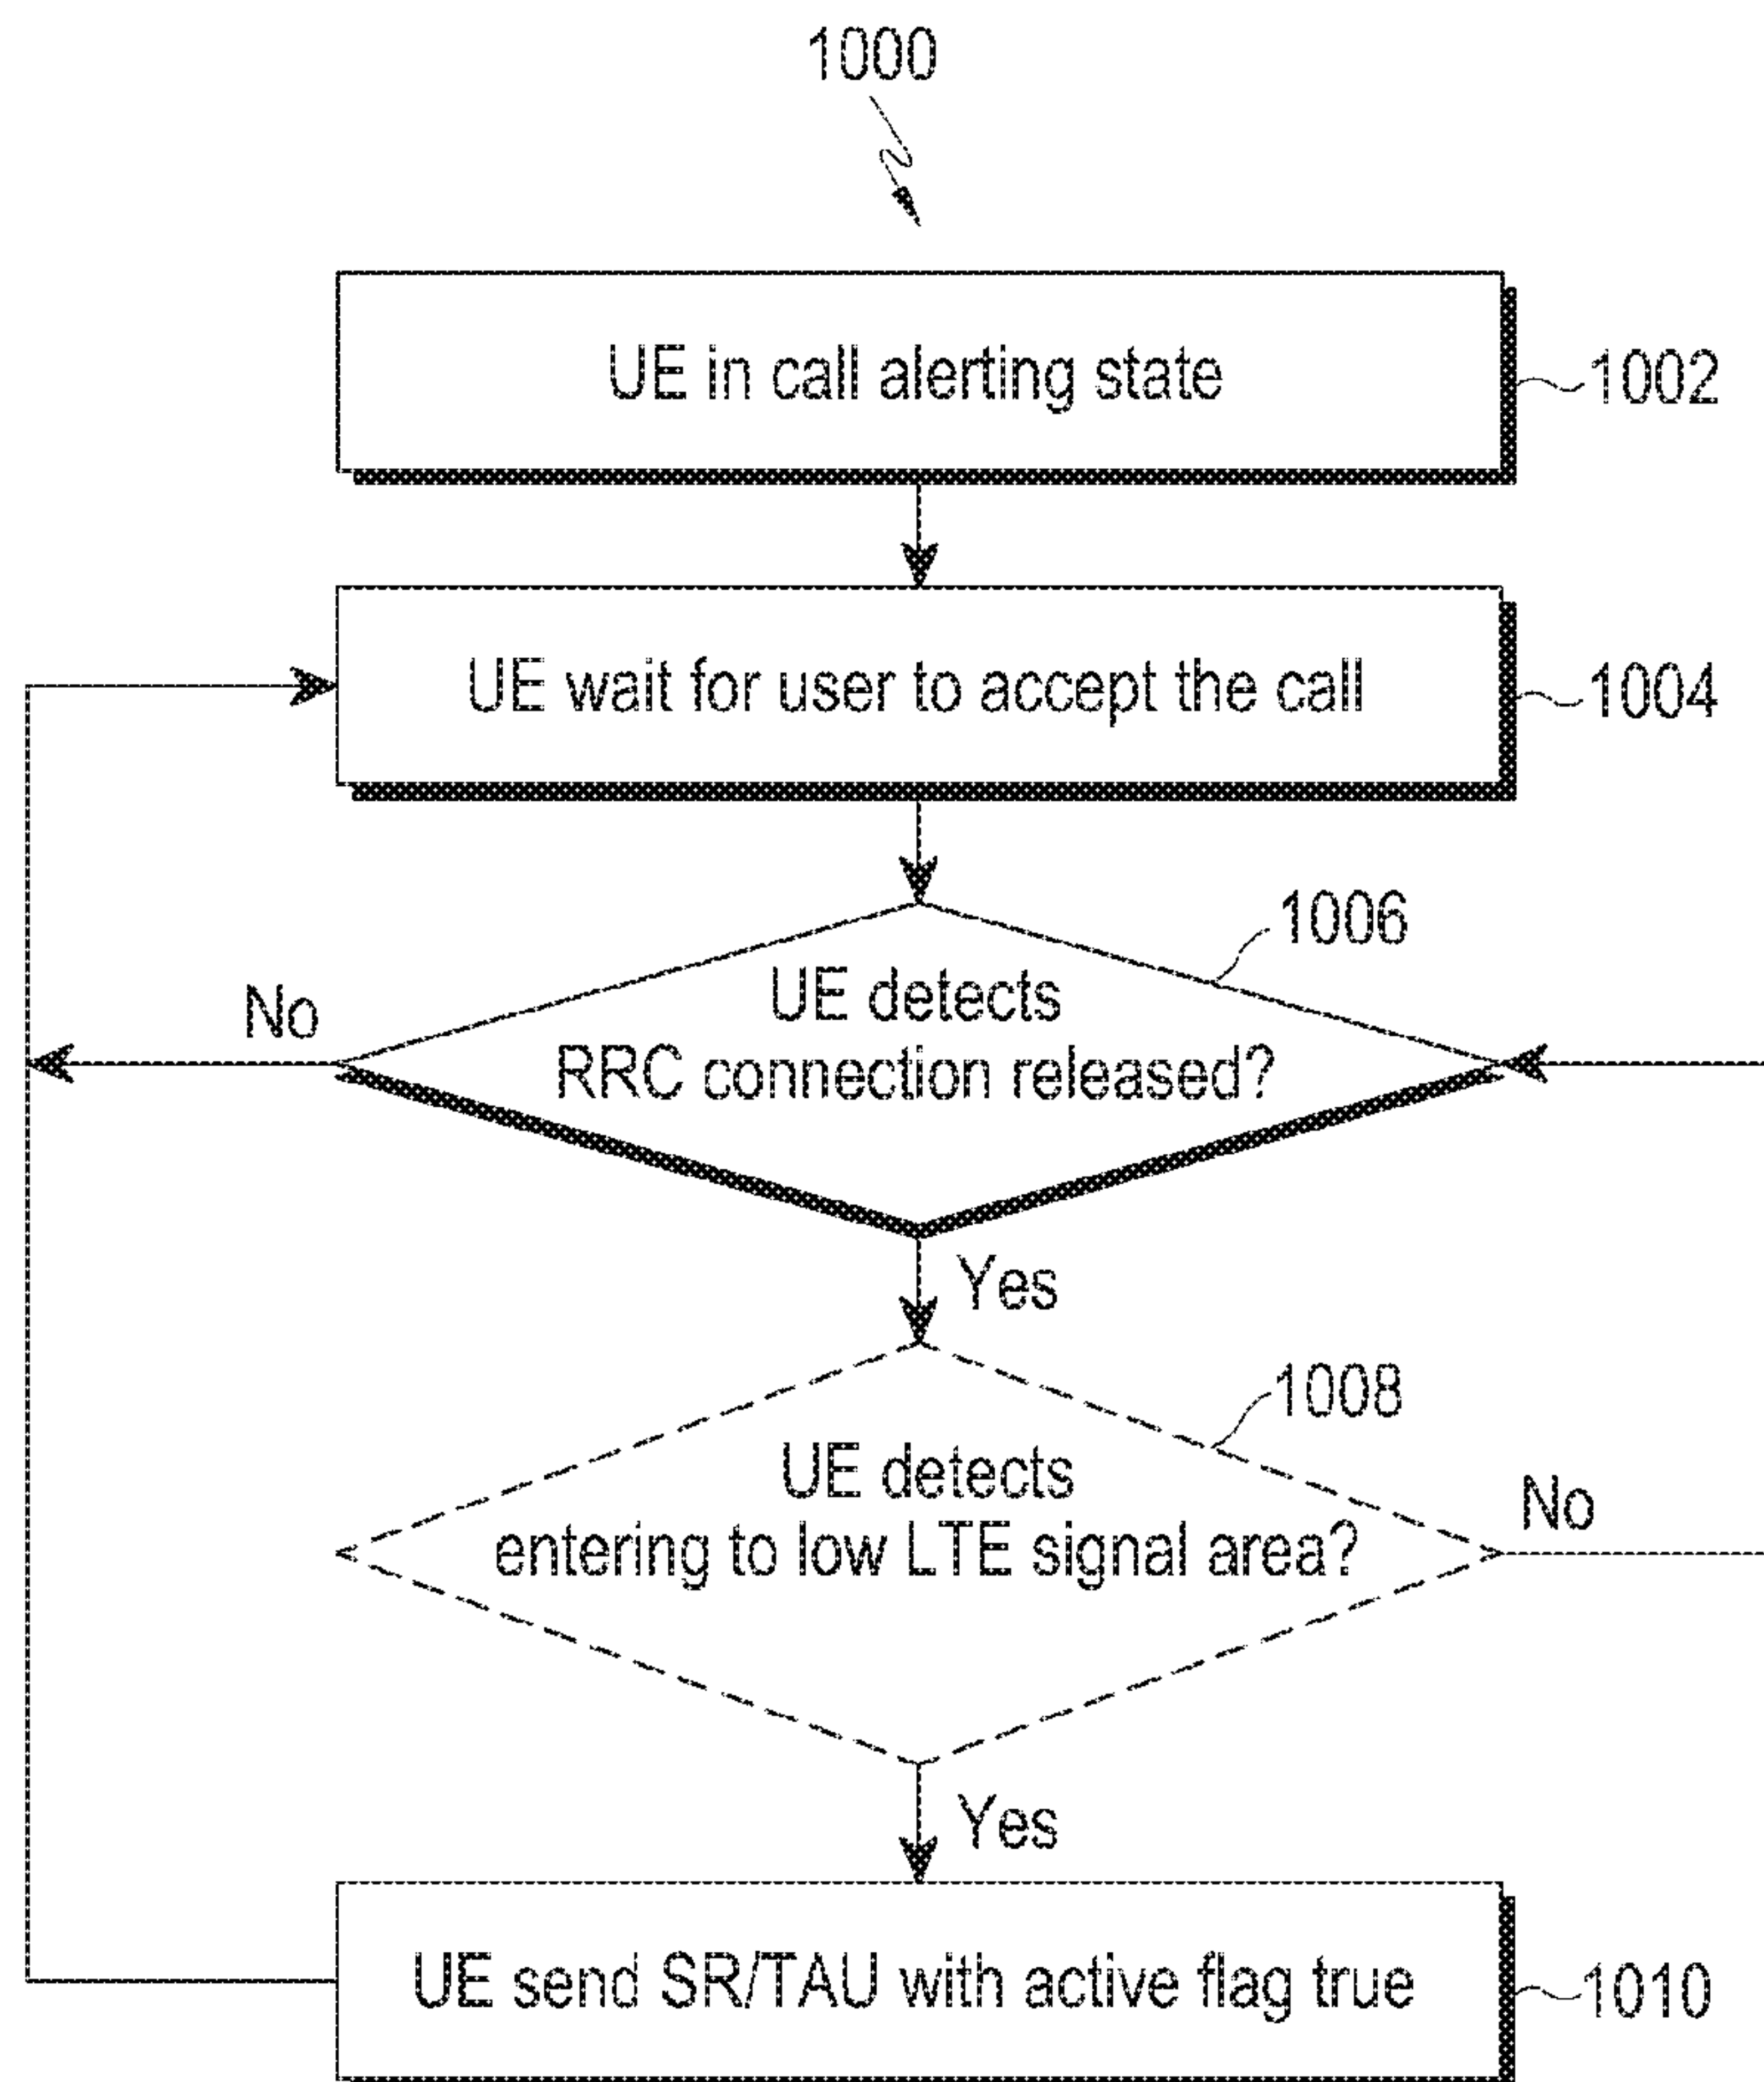 1000
UE in call alerting state
1002
UE wait for user to accept the call
1004
1006
UE detects
RRC connection released?
No
Yes
1008
UE detects
entering to low LTE signal area?
No
Yes
UE send SR/TAU with active flag true
1010